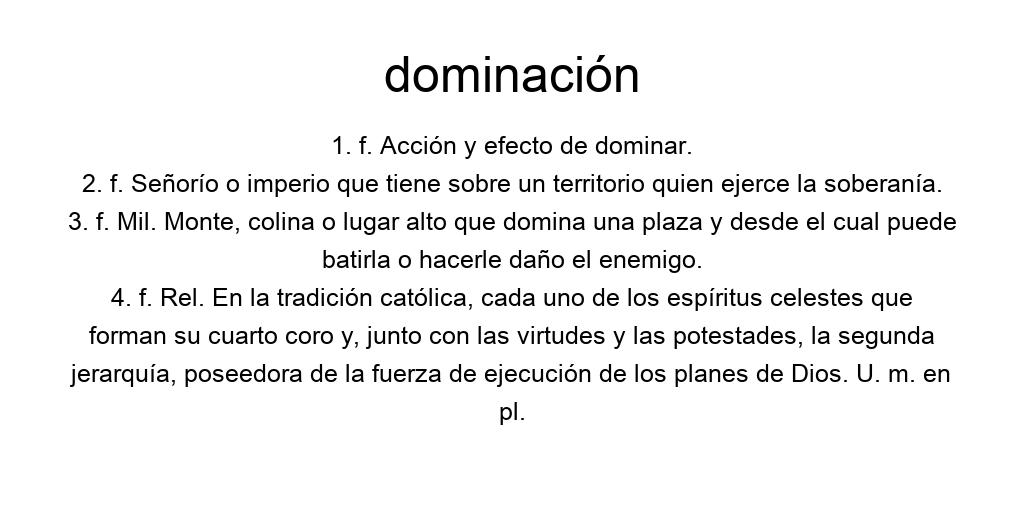 dominación
1. f. Acción y efecto de dominar.
2. f. Señorío o imperio que tiene sobre un territorio quien ejerce la soberanía.
3. f. Mil. Monte, colina o lugar alto que domina una plaza y desde el cual puede
batirla o hacerle daño el enemigo.
4. f. Rel. En la tradición católica, cada uno de los espíritus celestes que
forman su cuarto coro y, junto con las virtudes y las potestades, la segunda
jerarquía, poseedora de la fuerza de ejecución de los planes de Dios. U. m. en
pl.